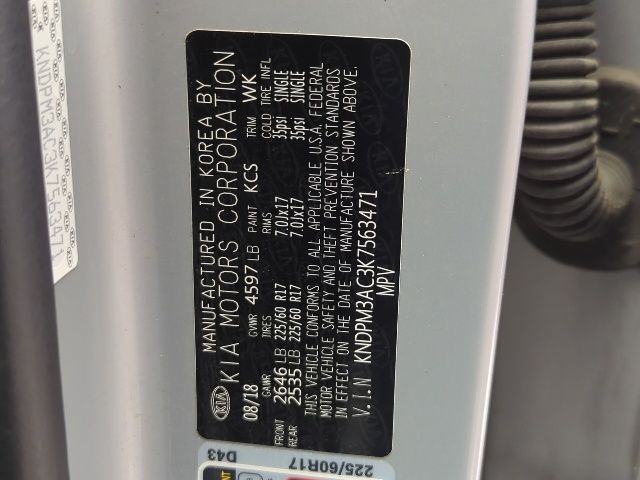 KNDPM3AC3K7563471
KIA
MANUFACTURED IN KOREA BY
KIA MOTORS CORPORATION
08/18 GVWR 4597 LB PAINT KCS TRIM WK
GAWR TIRES RIMS COLD TIRE INFL
FRONT 2646 LB 225/60 R17 7.0Jx17 35psi SINGLE
REAR 2535 LB 225/60 R17 7.0Jx17 35psi SINGLE
THIS VEHICLE CONFORMS TO ALL APPLICABLE U.S.A. FEDERAL
MOTOR VEHICLE SAFETY AND THEFT PREVENTION STANDARDS
IN EFFECT ON THE DATE OF MANUFACTURE SHOWN ABOVE.
V.I.N KNDPM3AC3K7563471
MPV
D43
225/60R17